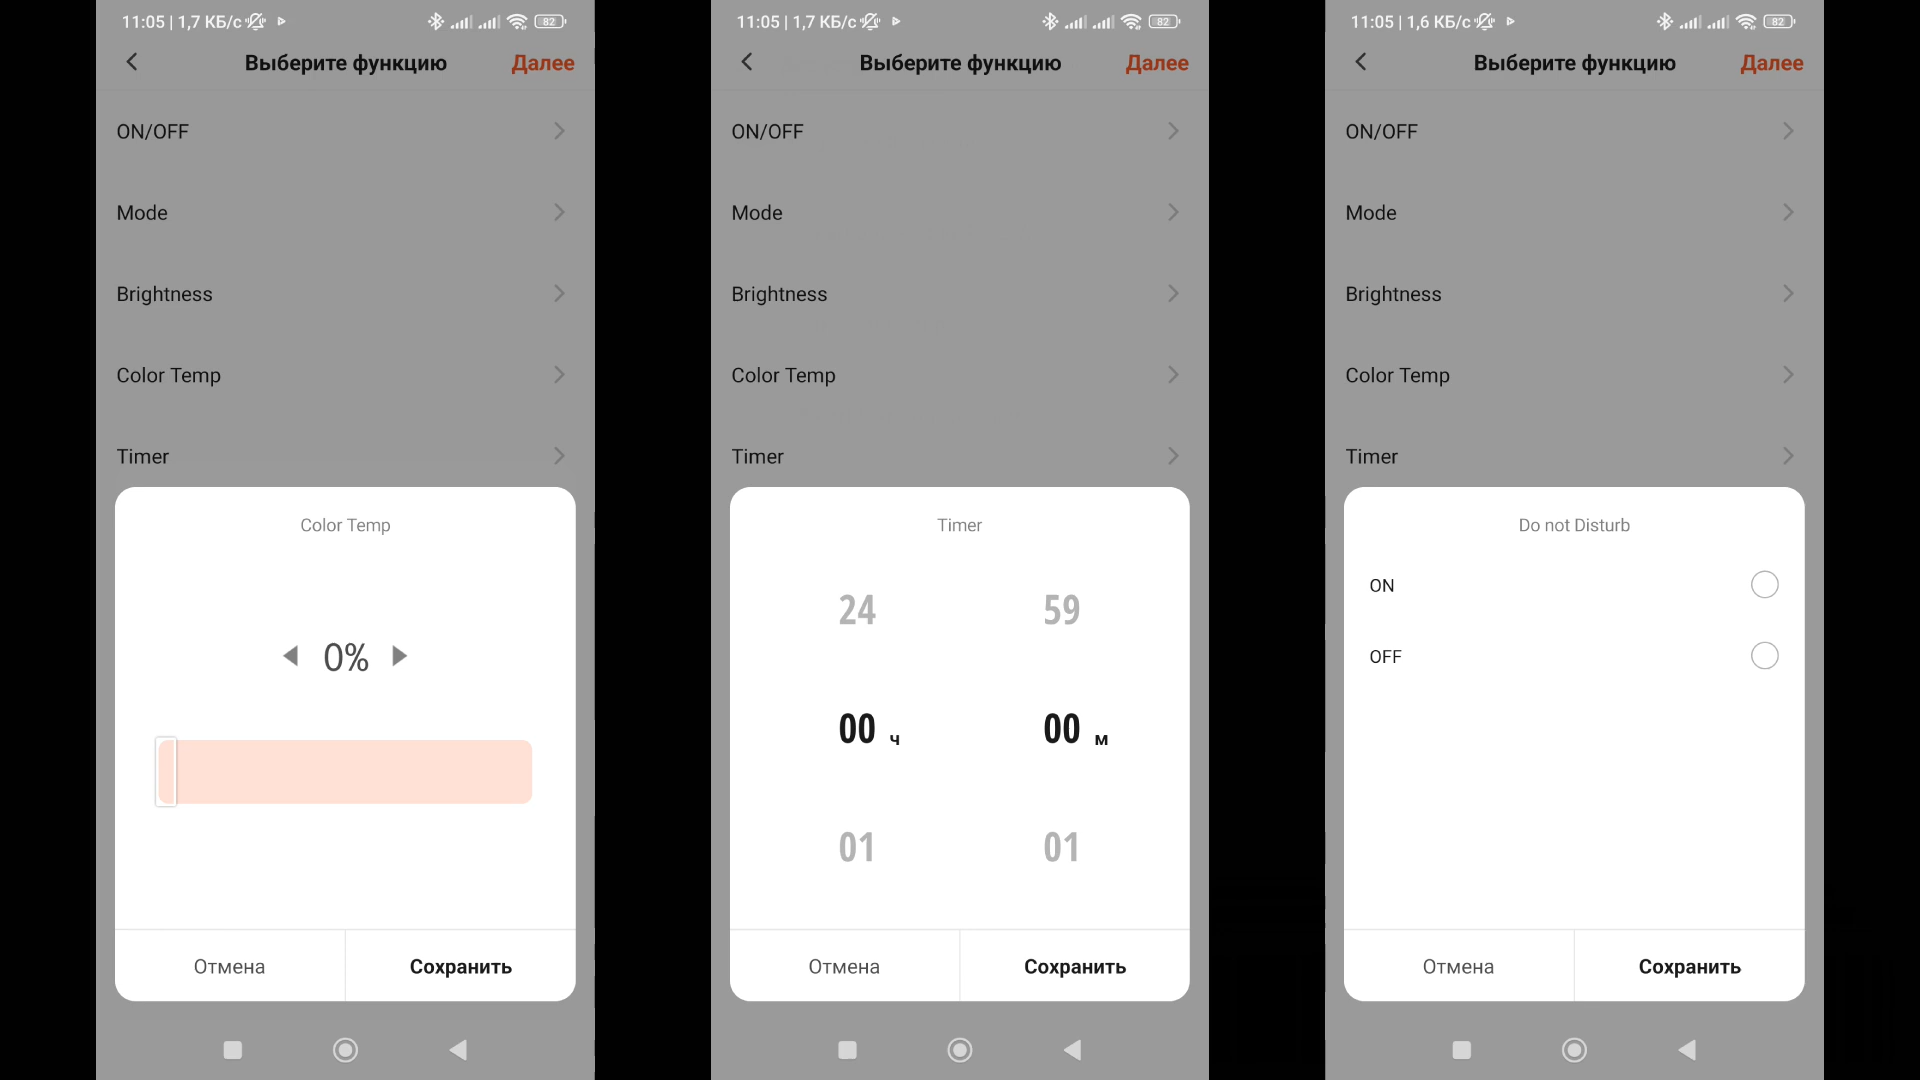 11:05 | 1,7 КБ/с
82
Выберите функцию
Далее
ON/OFF
Mode
Brightness
Color Temp
Timer
Color Temp
0%
Отмена
Сохранить
11:05 | 1,7 КБ/с
82
Выберите функцию
Далее
ON/OFF
Mode
Brightness
Color Temp
Timer
Timer
24 59
00 ч 00 м
01 01
Отмена
Сохранить
11:05 | 1,6 КБ/с
82
Выберите функцию
Далее
ON/OFF
Mode
Brightness
Color Temp
Timer
Do not Disturb
ON
OFF
Отмена
Сохранить